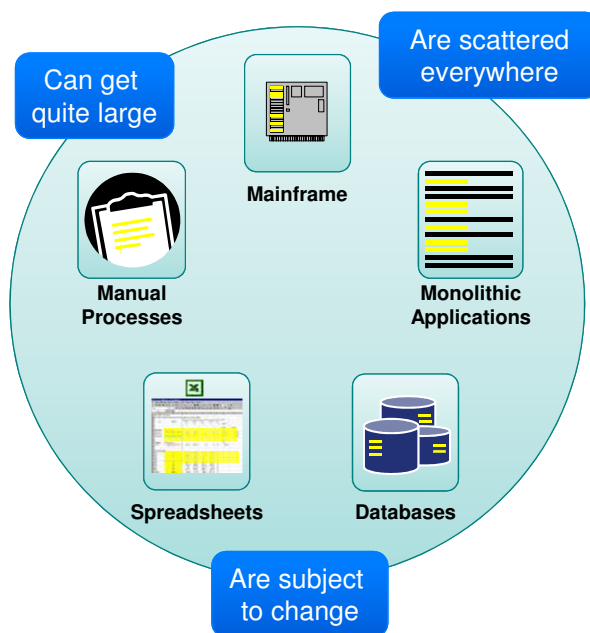 Are scattered
everywhere
Can get
quite large
Mainframe
Manual
Processes
Monolithic
Applications
Spreadsheets
Databases
Are subject
to change